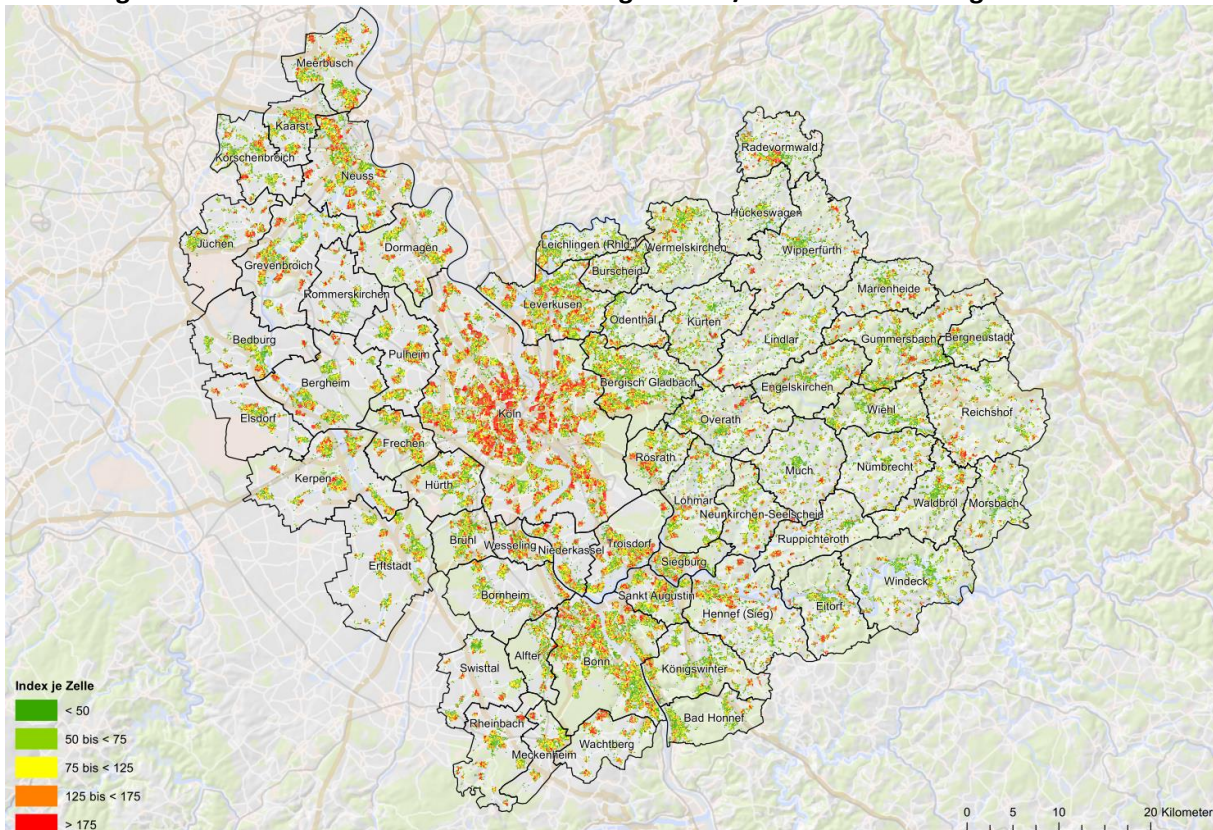 Meerbusch
Kaarst
Korschenbroich
Neuss
Radevormwald
Hückeswagen
Jüchen
Dormagen
Leichlingen (Rhld.)
Wermelskirchen
Wipperfürth
Grevenbroich
Burscheid
Rommerskirchen
Leverkusen
Marienheide
Odenthal
Kürten
Bedburg
Lindlar
Gummersbach
Bergneustadt
Pulheim
Bergheim
Bergisch Gladbach
Engelskirchen
Elsdorf
Köln
Overath
Wiehl
Reichshof
Frechen
Rösrath
Much
Nümbrecht
Kerpen
Hürth
Lohmar
Waldbröl
Morsbach
Neunkirchen-Seelscheid
Ruppichteroth
Brühl
Wesseling
Niederkassel
Troisdorf
Siegburg
Erftstadt
Windeck
Bornheim
Sankt Augustin
Hennef (Sieg)
Eitorf
Alfter
Bonn
Königswinter
Swisttal
Bad Honnef
Rheinbach
Wachtberg
Meckenheim
Index je Zelle
< 50
50 bis < 75
75 bis < 125
125 bis < 175
> 175
0 5 10 20 Kilometer